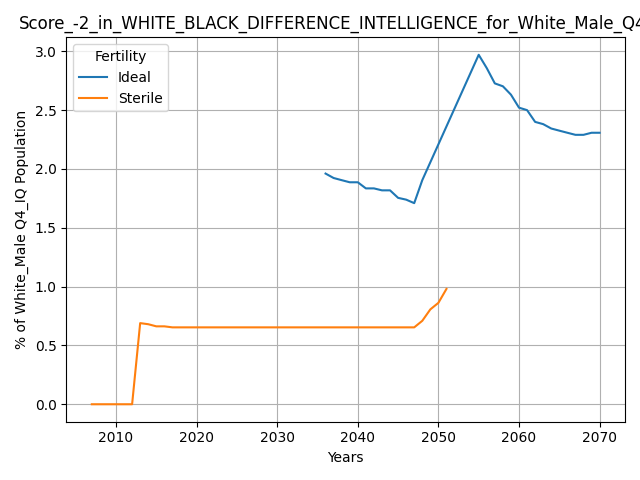 Score_-2_in_WHITE_BLACK_DIFFERENCE_INTELLIGENCE_for_White_Male_Q4
Fertility
Ideal
Sterile
3.0
2.5
2.0
1.5
1.0
0.5
0.0
% of White_Male Q4_IQ Population
2010 2020 2030 2040 2050 2060 2070
Years